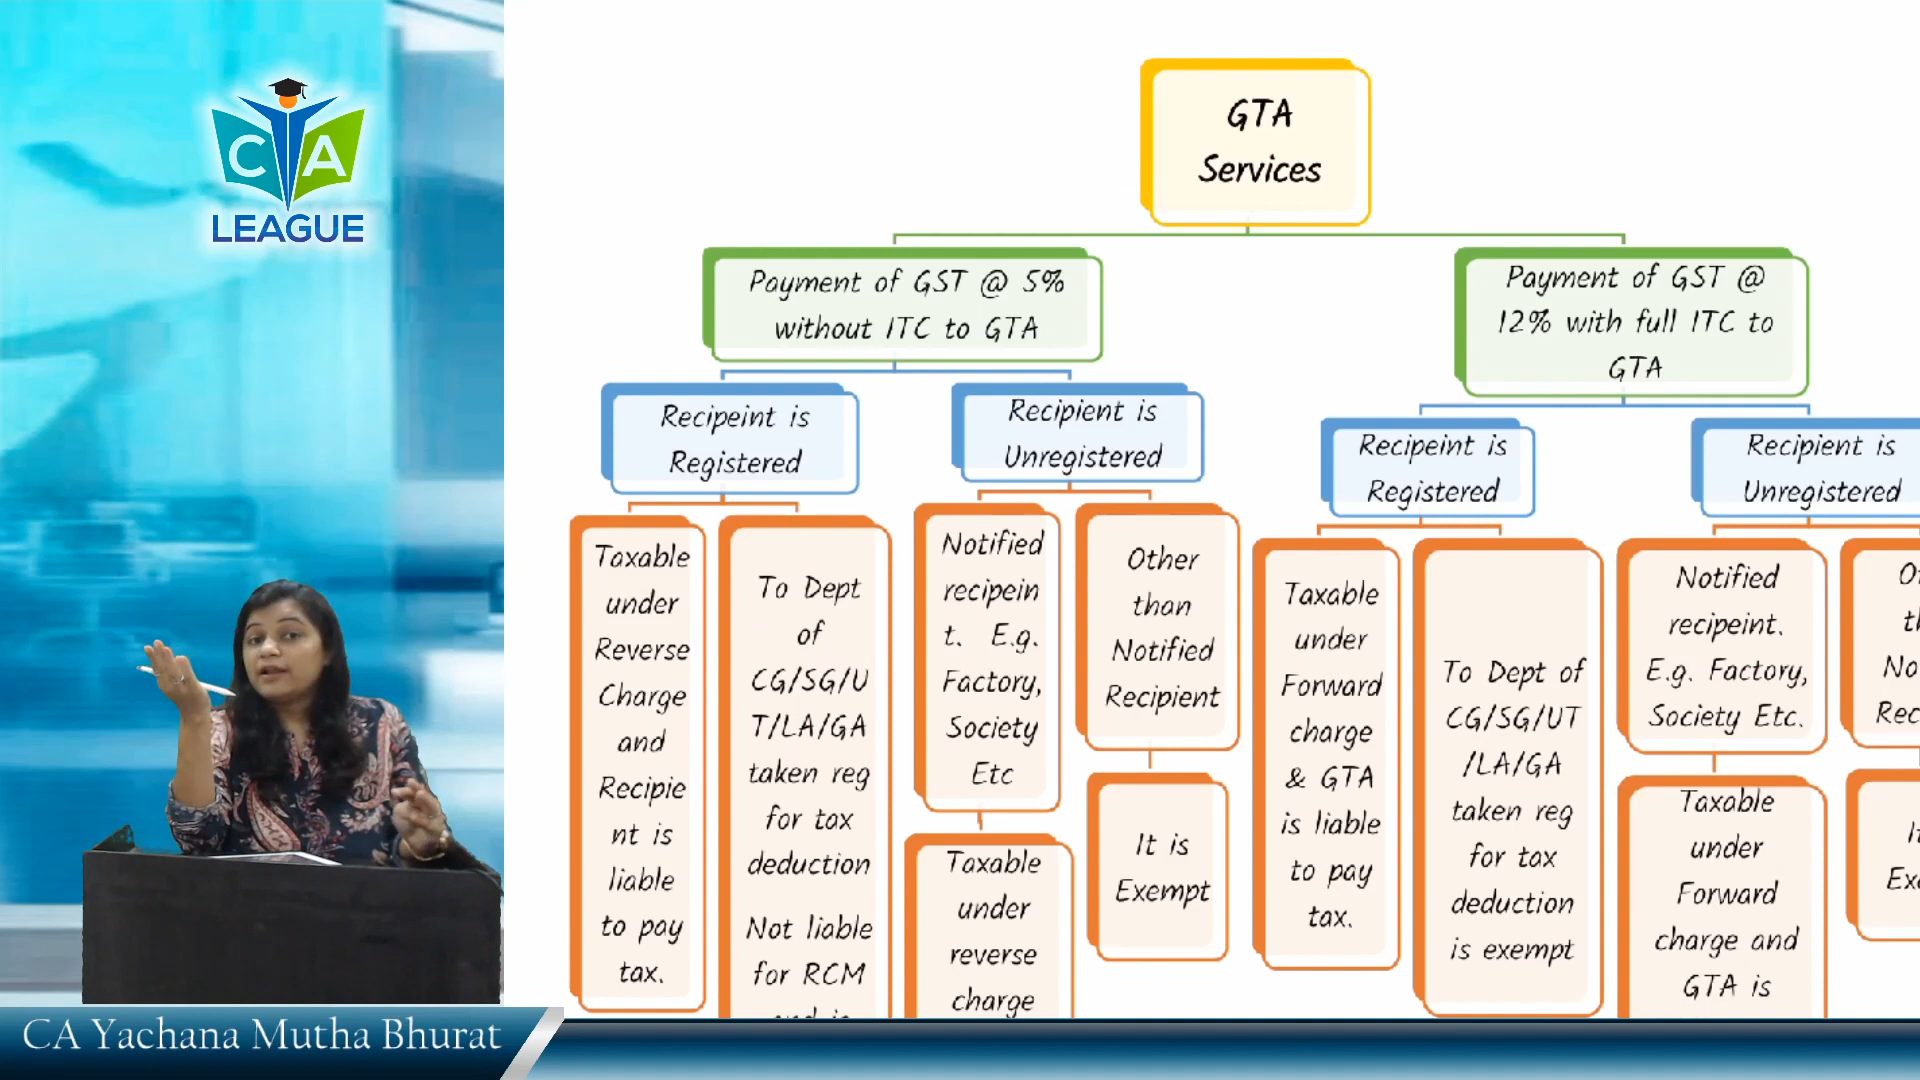 CA
LEAGUE
GTA
Services
Payment of GST @ 5%
without ITC to GTA
Payment of GST @
12% with full ITC to
GTA
Recipeint is
Registered
Recipient is
Unregistered
Recipeint is
Registered
Recipient is
Unregistered
Taxable
under
Reverse
Charge
and
Recipie
nt is
liable
to pay
tax.
To Dept
of
CG/SG/U
T/LA/GA
taken reg
for tax
deduction
Not liable
for RCM
and is
Notified
recipein
t. E.g.
Factory,
Society
Etc
Taxable
under
reverse
charge
Other
than
Notified
Recipient
It is
Exempt
Taxable
under
Forward
charge
& GTA
is liable
to pay
tax.
To Dept of
CG/SG/UT
/LA/GA
taken reg
for tax
deduction
is exempt
Notified
recipeint.
E.g. Factory,
Society Etc.
Taxable
under
Forward
charge and
GTA is
CA Yachana Mutha Bhurat